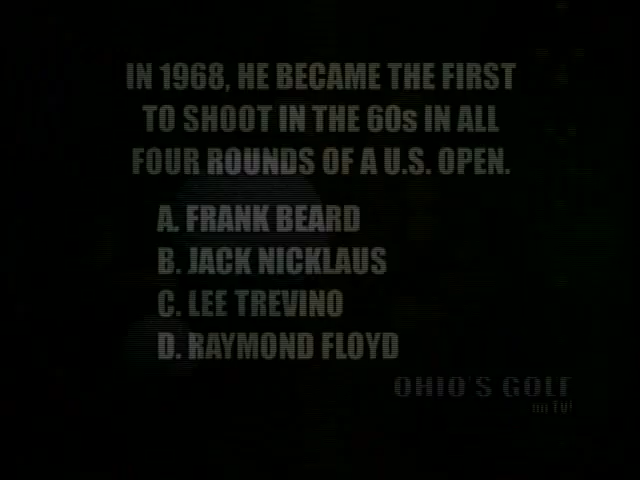 IN 1968, HE BECAME THE FIRST
TO SHOOT IN THE 60s IN ALL
FOUR ROUNDS OF A U.S. OPEN.
A. FRANK BEARD
B. JACK NICKLAUS
C. LEE TREVINO
D. RAYMOND FLOYD
OHIO'S GOLF